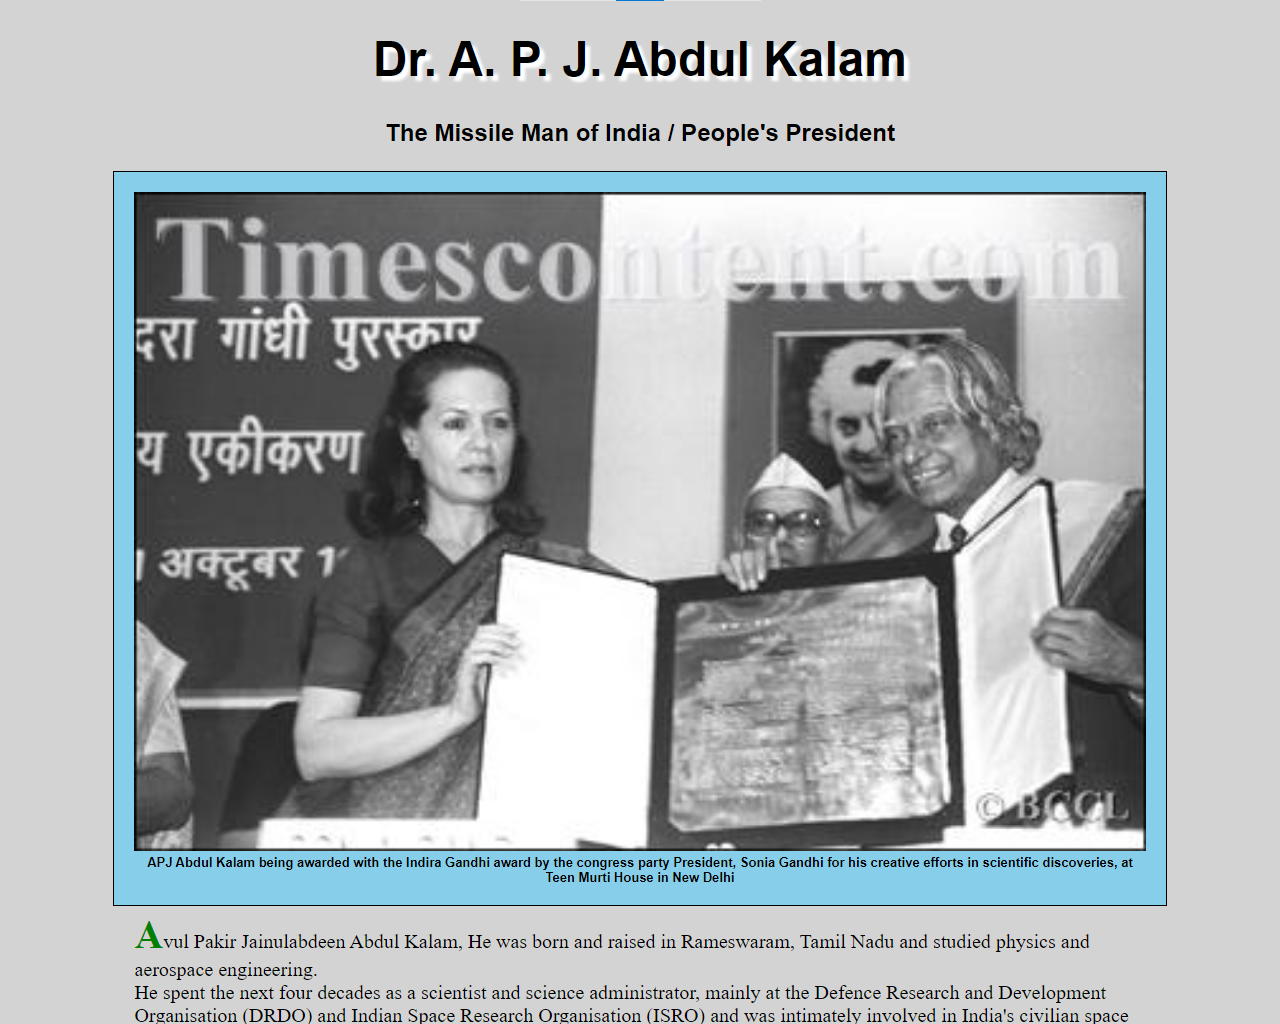 Dr. A. P. J. Abdul Kalam
The Missile Man of India / People's President
Timescontent.com
दरा गांधी पुरस्कार
य एकीकरण
अक्टूबर 1
© BCCL
APJ Abdul Kalam being awarded with the Indira Gandhi award by the congress party President, Sonia Gandhi for his creative efforts in scientific discoveries, at
Teen Murti House in New Delhi
Avul Pakir Jainulabdeen Abdul Kalam, He was born and raised in Rameswaram, Tamil Nadu and studied physics and
aerospace engineering.
He spent the next four decades as a scientist and science administrator, mainly at the Defence Research and Development
Organisation (DRDO) and Indian Space Research Organisation (ISRO) and was intimately involved in India's civilian space